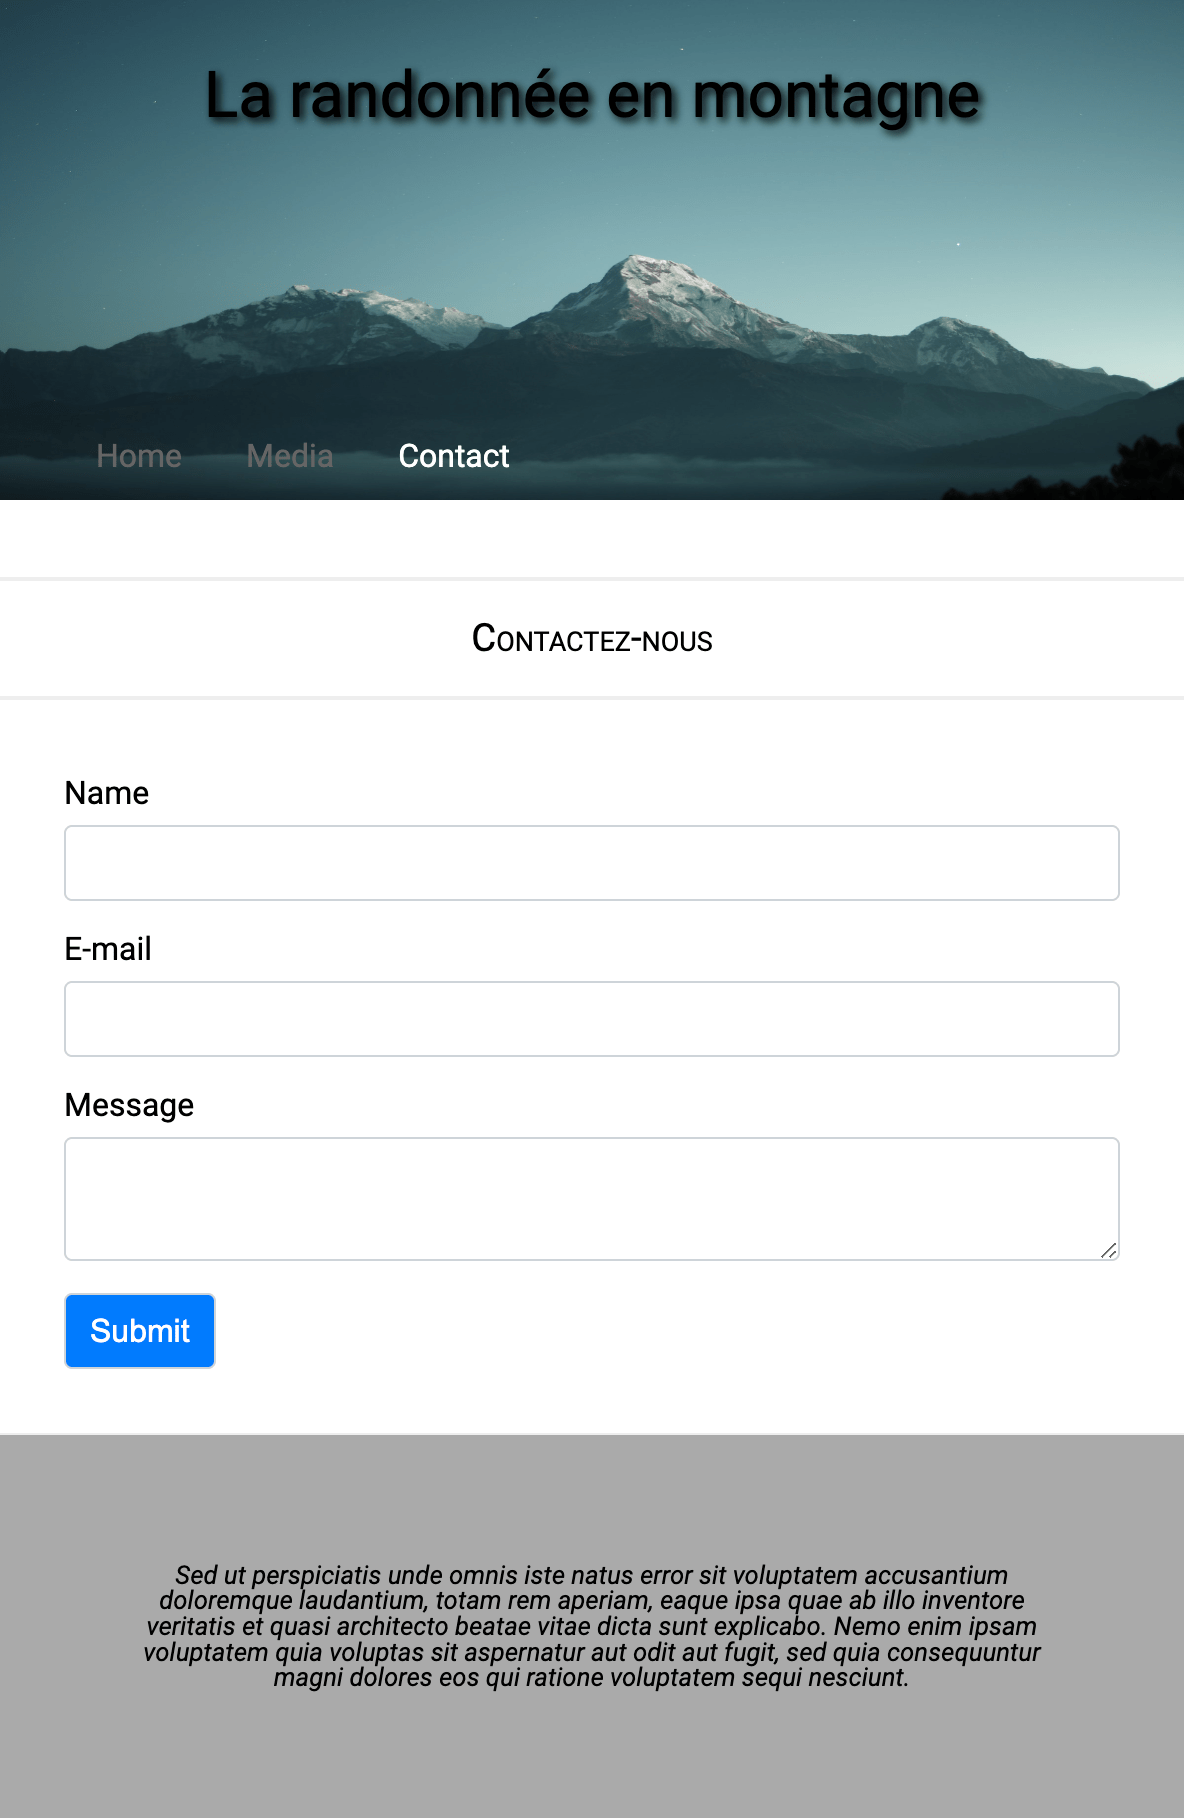 La randonnée en montagne
Home Media Contact
Contactez-nous
Name
E-mail
Message
Submit
Sed ut perspiciatis unde omnis iste natus error sit voluptatem accusantium
doloremque laudantium, totam rem aperiam, eaque ipsa quae ab illo inventore
veritatis et quasi architecto beatae vitae dicta sunt explicabo. Nemo enim ipsam
voluptatem quia voluptas sit aspernatur aut odit aut fugit, sed quia consequuntur
magni dolores eos qui ratione voluptatem sequi nesciunt.